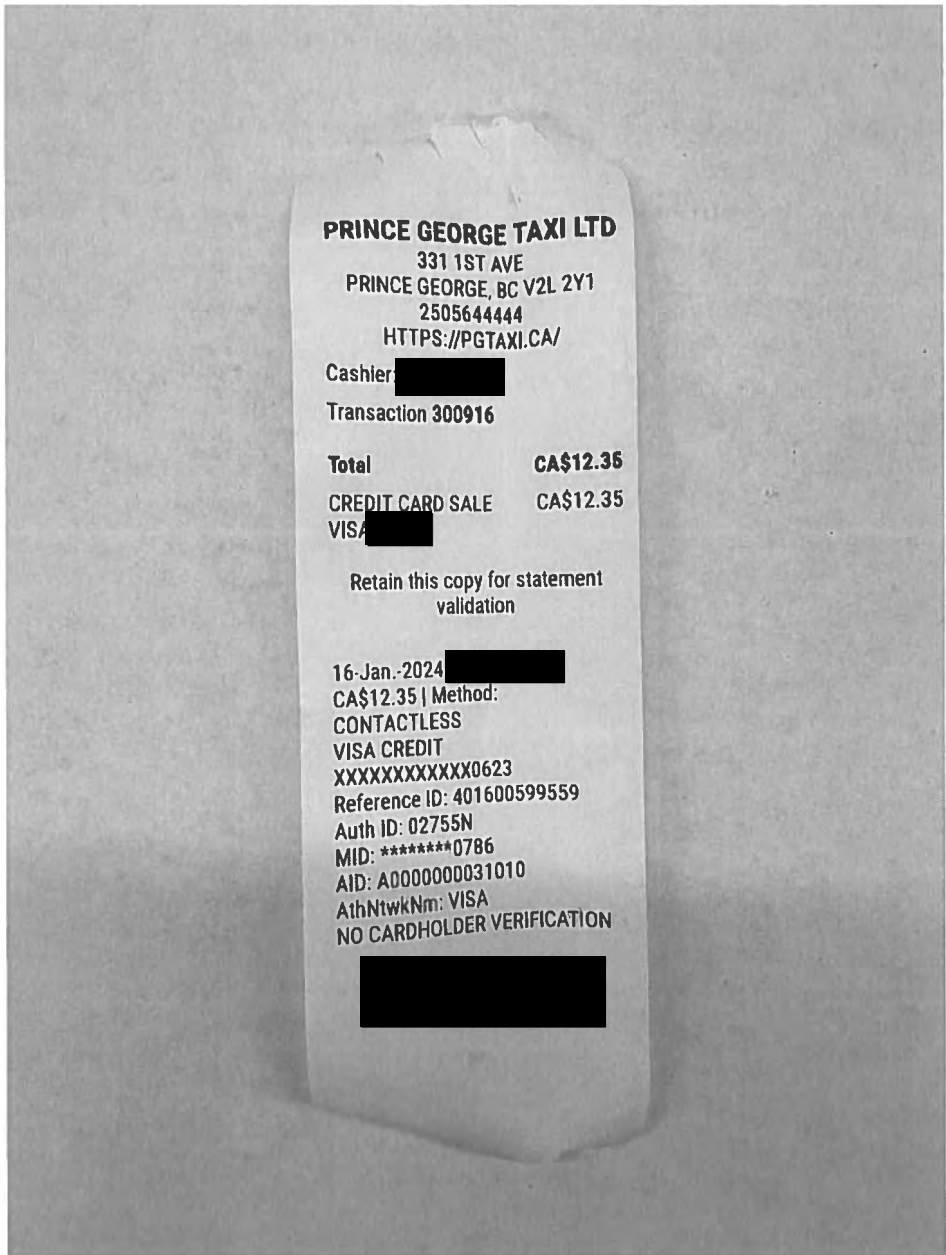 PRINCE GEORGE TAXI LTD
331 1ST AVE
PRINCE GEORGE, BC V2L 2Y1
2505644444
HTTPS://PGTAXI.CA/
Cashier:
Transaction 300916
Total CA$12.35
CREDIT CARD SALE CA$12.35
VISA
Retain this copy for statement
validation
16-Jan.-2024
CA$12.35 | Method:
CONTACTLESS
VISA CREDIT
XXXXXXXXXXXX0623
Reference ID: 401600599559
Auth ID: 02755N
MID: ********0786
AID: A0000000031010
AthNtwkNm: VISA
NO CARDHOLDER VERIFICATION